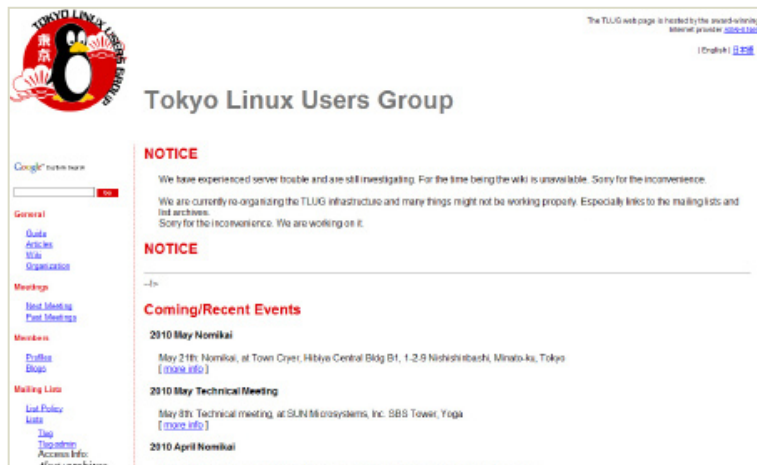 TOKYO LINUX USERS GROUP
東京
The TLUG web page is hosted by the award-winning
Internet provider
| English | 日本語
Tokyo Linux Users Group
Google
Go
General
Guide
Articles
Wiki
Organization
Meetings
Next Meeting
Past Meetings
Members
Profiles
Blogs
Mailing Lists
List Policy
Lists
Tlug
Tlug-admin
Access Info:
NOTICE
We have experienced server trouble and are still investigating. For the time being the wiki is unavailable. Sorry for the inconvenience.
We are currently re-organizing the TLUG infrastructure and many things might not be working properly. Especially links to the mailing lists and
list archives.
Sorry for the inconvenience. We are working on it.
NOTICE
--!>
Coming/Recent Events
2010 May Nomikai
May 21th: Nomikai, at Town Cryer, Hibiya Central Bldg B1, 1-2-9 Nishishinbashi, Minato-ku, Tokyo
[ more info ]
2010 May Technical Meeting
May 8th: Technical meeting, at SUN Microsystems, Inc. SBS Tower, Yoga
[ more info ]
2010 April Nomikai